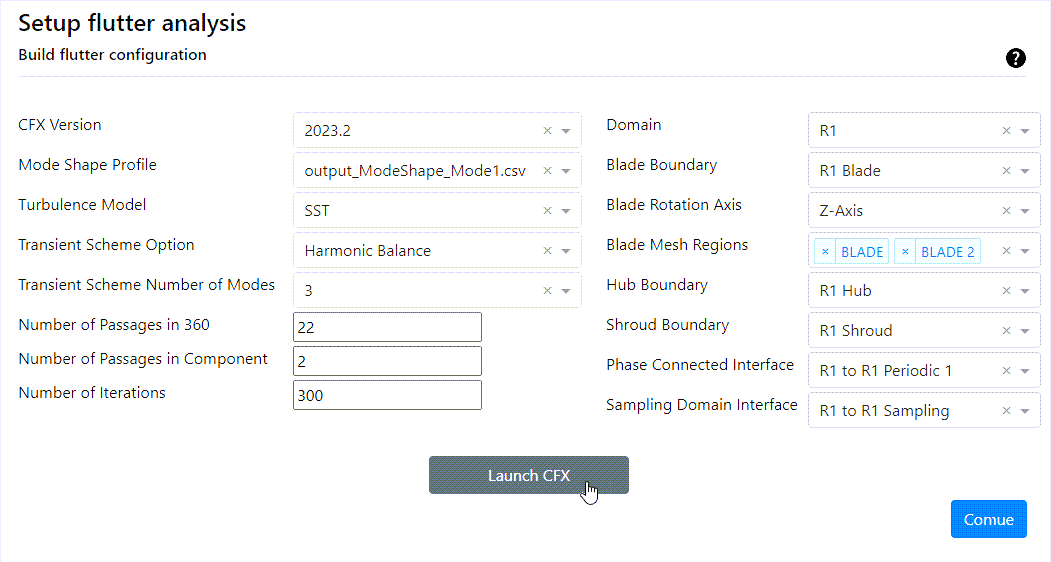 Setup flutter analysis
Build flutter configuration
?
CFX Version
2023.2
Mode Shape Profile
output_ModeShape_Mode1.csv
Turbulence Model
SST
Transient Scheme Option
Harmonic Balance
Transient Scheme Number of Modes
3
Number of Passages in 360
22
Number of Passages in Component
2
Number of Iterations
300
Domain
R1
Blade Boundary
R1 Blade
Blade Rotation Axis
Z-Axis
Blade Mesh Regions
× BLADE × BLADE 2
Hub Boundary
R1 Hub
Shroud Boundary
R1 Shroud
Phase Connected Interface
R1 to R1 Periodic 1
Sampling Domain Interface
R1 to R1 Sampling
Launch CFX
Comue